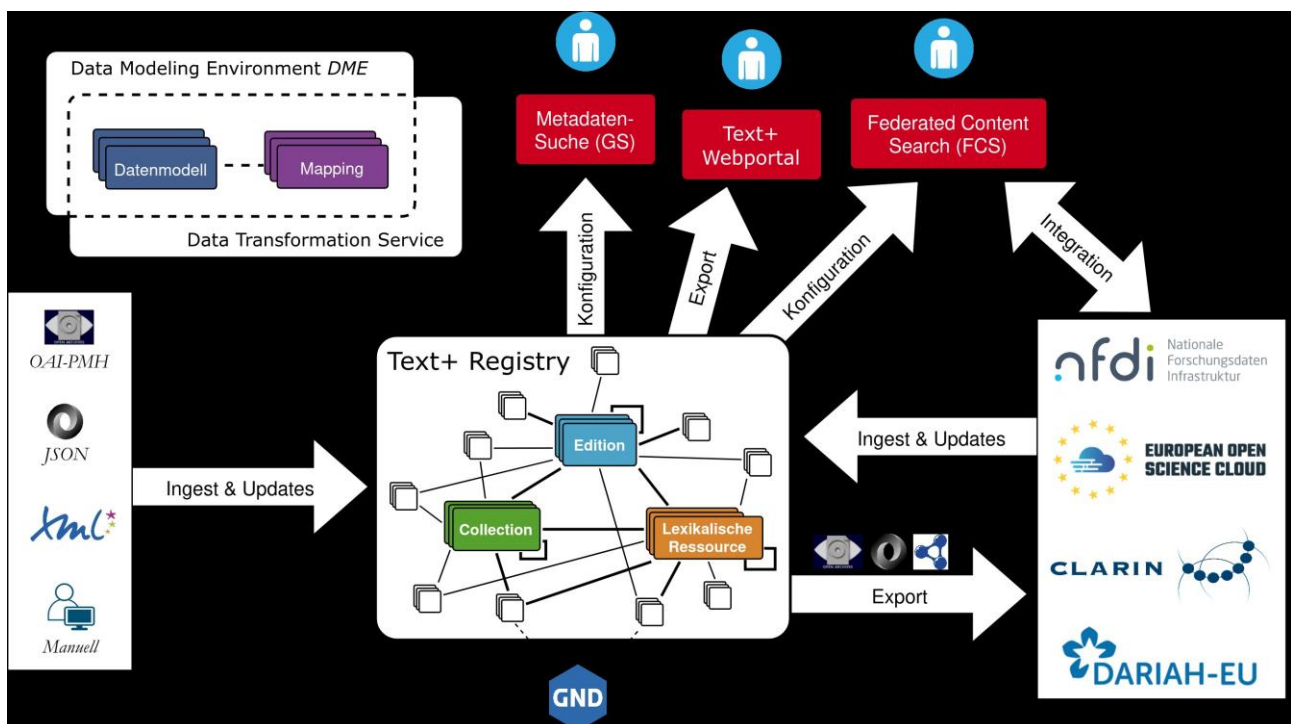 Data Modeling Environment DME
Datenmodell
Mapping
Data Transformation Service
Metadaten-
Suche (GS)
Text+
Webportal
Federated Content
Search (FCS)
Konfiguration
Export
Konfiguration
Integration
OAI-PMH
JSON
Xml
Manuell
Ingest & Updates
Text+ Registry
Edition
Collection
Lexikalische
Ressource
Ingest & Updates
Export
nfdi
Nationale
Forschungsdaten
Infrastruktur
EUROPEAN OPEN
SCIENCE CLOUD
CLARIN
DARIAH-EU
GND